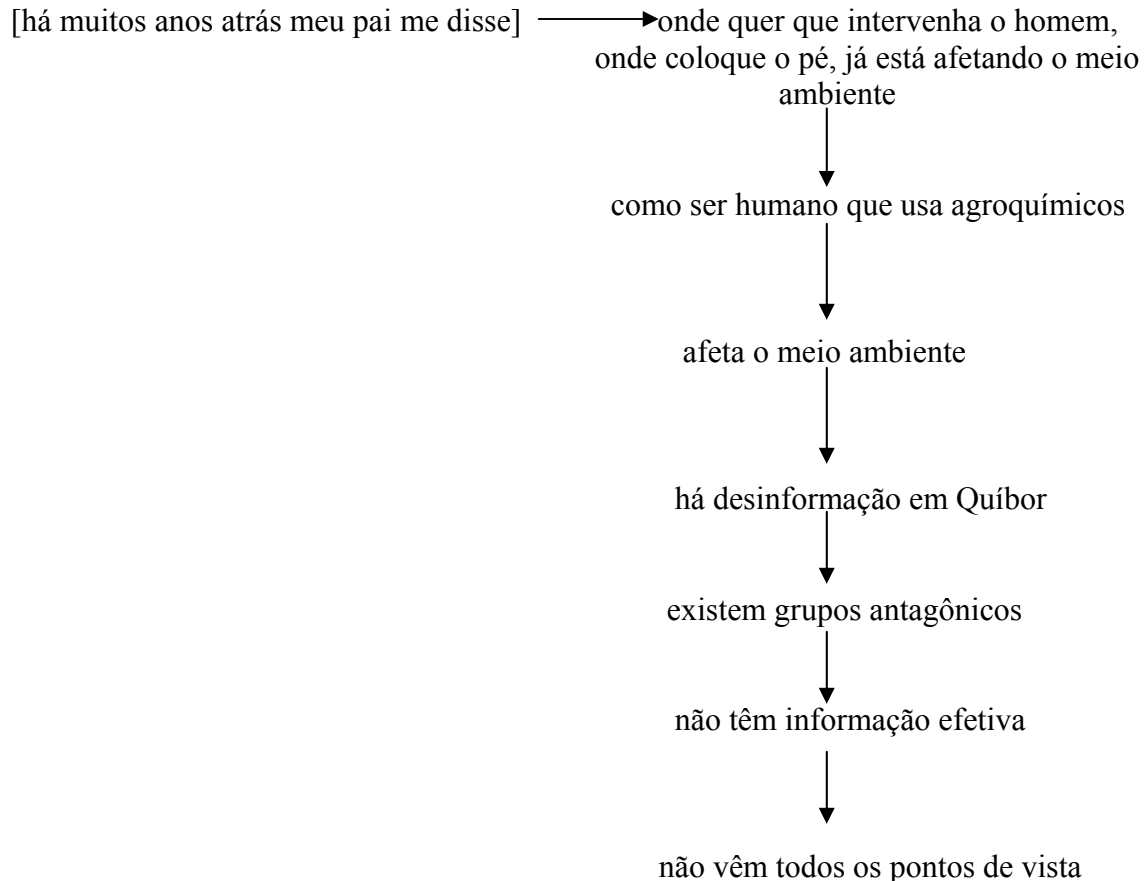 [há muitos anos atrás meu pai me disse] onde quer que intervenha o homem,
onde coloque o pé, já está afetando o meio
ambiente
como ser humano que usa agroquímicos
afeta o meio ambiente
há desinformação em Quíbor
existem grupos antagônicos
não têm informação efetiva
não vêm todos os pontos de vista